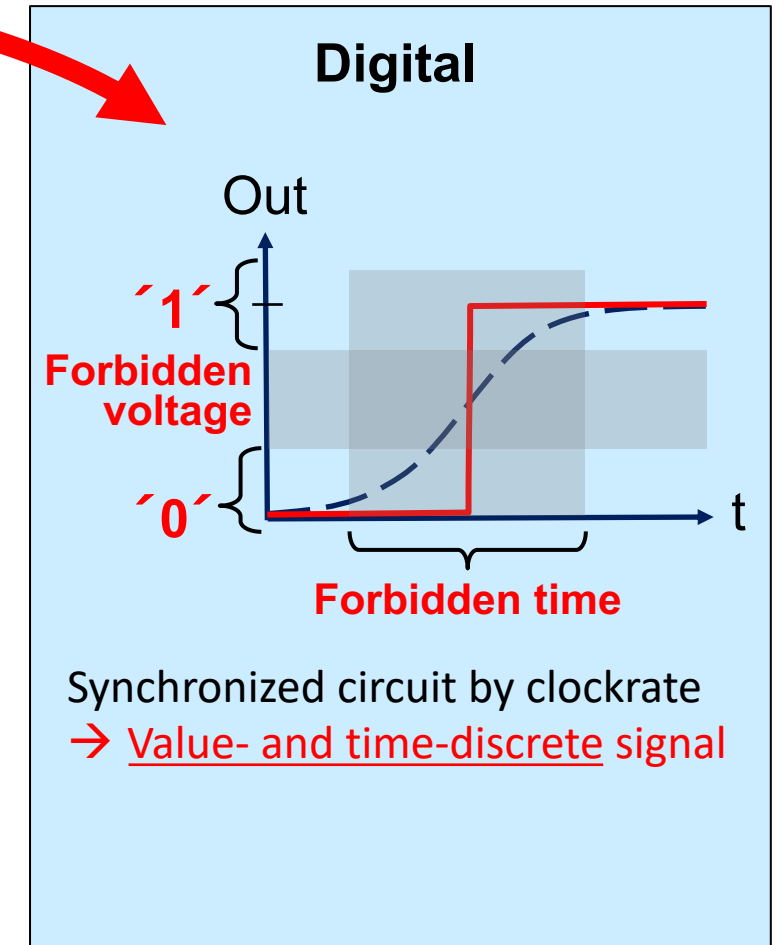 Digital
Out
´1´
Forbidden
voltage
´0´
t
Forbidden time
Synchronized circuit by clockrate
→ Value- and time-discrete signal